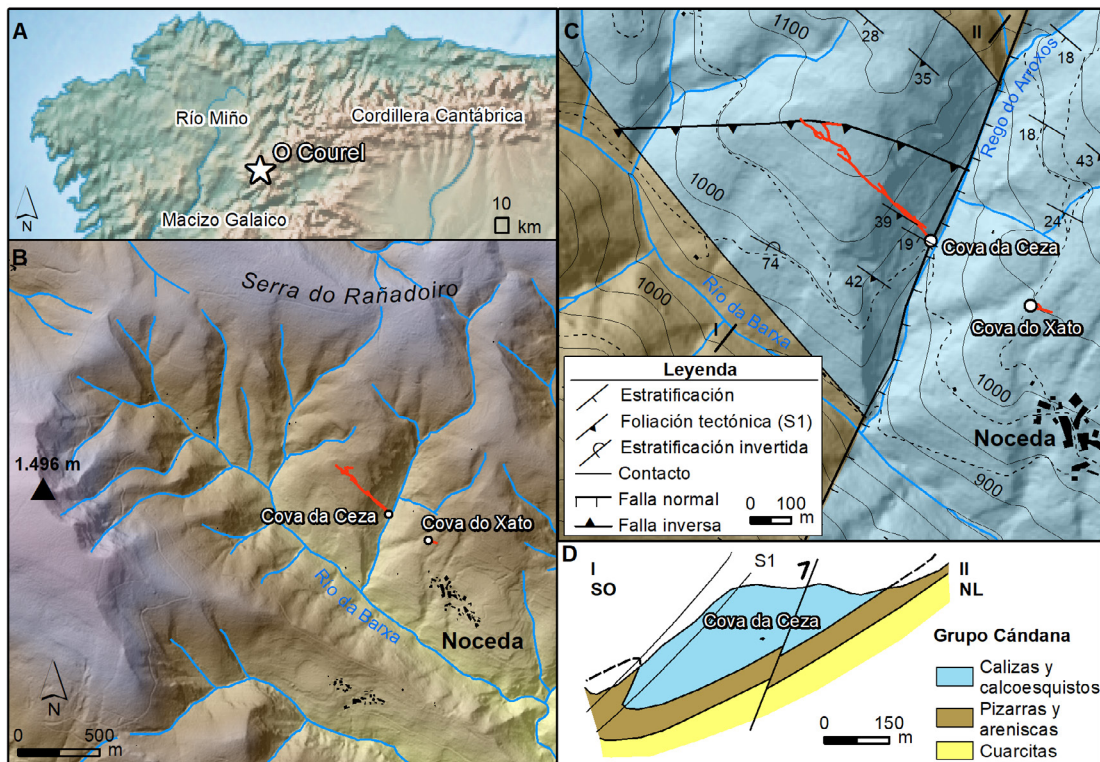 A
Río Miño
Cordillera Cantábrica
O Courel
Macizo Galaico
N
10
km
B
Serra do Rañadoiro
1.496 m
Cova da Ceza
Cova do Xato
Río da Barxa
Noceda
N
0 500
m
C
1100
28
II
35
18
Rego do Arroxos
18
43
1000
39
24
19
Cova da Ceza
74
42
1000
Río da Barxa
Cova do Xato
I
1000
Noceda
900
Leyenda
Estratificación
Foliación tectónica (S1)
Estratificación invertida
Contacto
Falla normal
Falla inversa
0 100
m
D
I
SO
S1
II
NL
Cova da Ceza
0 150
m
Grupo Cándana
Calizas y
calcoesquistos
Pizarras y
areniscas
Cuarcitas